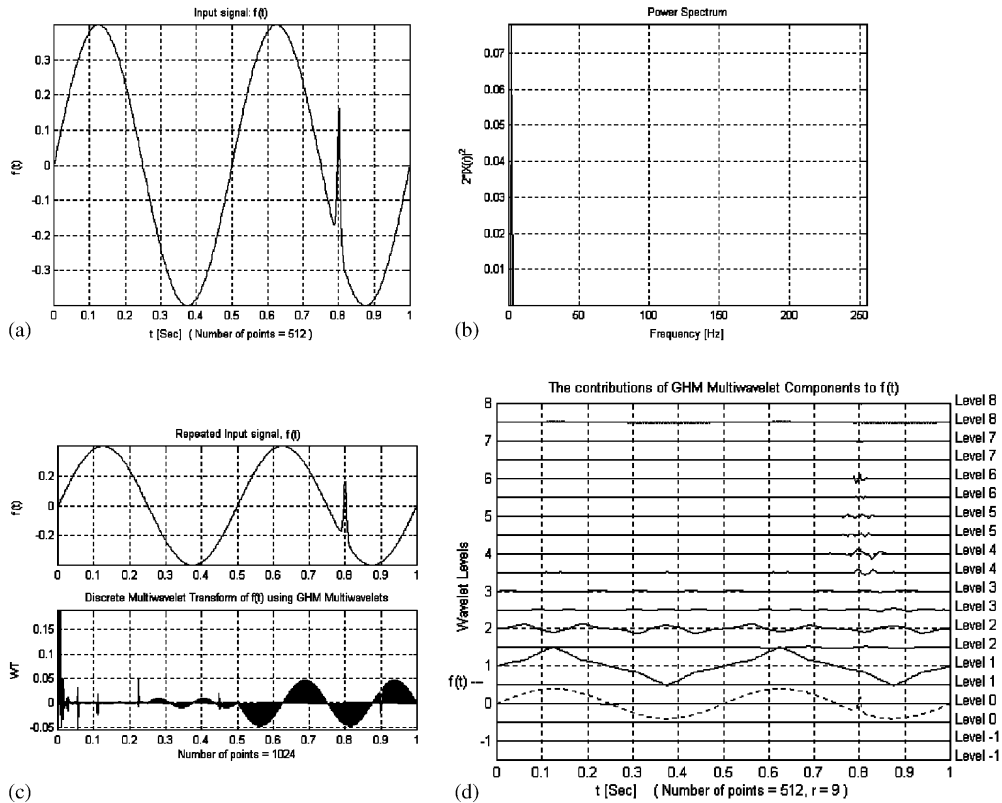 Input signal: f(t)
0.3
0.2
0.1
0
-0.1
-0.2
-0.3
f(t)
0 0.1 0.2 0.3 0.4 0.5 0.6 0.7 0.8 0.9 1
t [Sec] ( Number of points = 512 )
(a)
Power Spectrum
0.07
0.06
0.05
0.04
0.03
0.02
0.01
2*|X(r)|²
0 50 100 150 200 250
Frequency [Hz]
(b)
Repeated Input signal, f(t)
0.2
0
-0.2
f(t)
0 0.1 0.2 0.3 0.4 0.5 0.6 0.7 0.8 0.9 1
Discrete Multiwavelet Transform of f(t) using GHM Multiwavelets
0.15
0.1
0.05
0
-0.05
WT
0 0.1 0.2 0.3 0.4 0.5 0.6 0.7 0.8 0.9 1
Number of points = 1024
(c)
The contributions of GHM Multiwavelet Components to f(t)
8
7
6
5
4
3
2
1
f(t) ---
0
-1
Wavelet Levels
Level 8
Level 8
Level 7
Level 7
Level 6
Level 6
Level 5
Level 5
Level 4
Level 4
Level 3
Level 3
Level 2
Level 2
Level 1
Level 1
Level 0
Level 0
Level -1
Level -1
0 0.1 0.2 0.3 0.4 0.5 0.6 0.7 0.8 0.9 1
t [Sec] ( Number of points = 512, r = 9 )
(d)